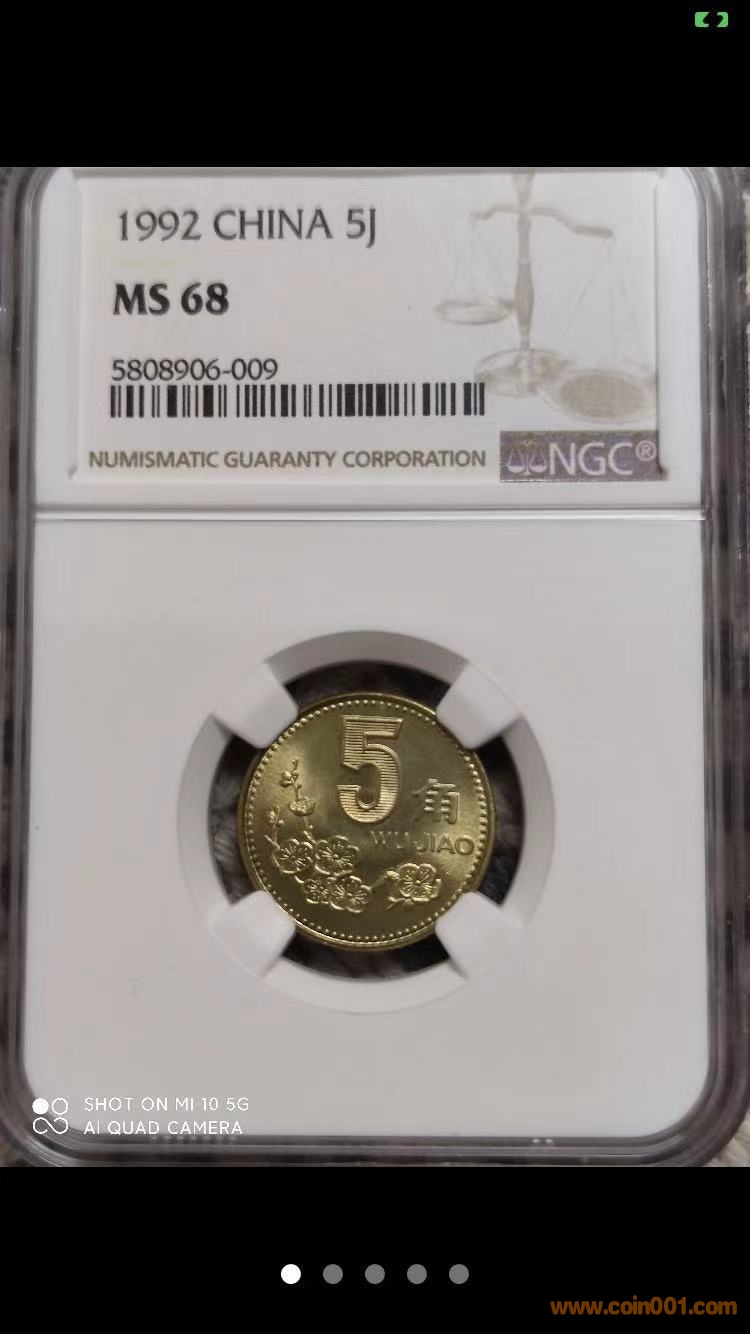 1992 CHINA 5J
MS 68
5808906-009
NUMISMATIC GUARANTY CORPORATION
NGC®
5
角
WU JIAO
SHOT ON MI 10 5G
AI QUAD CAMERA
www.coin001.com